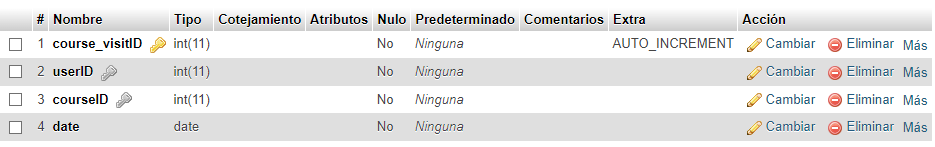 # Nombre Tipo Cotejamiento Atributos Nulo Predeterminado Comentarios Extra Acción
1 course_visitID int(11) No Ninguna AUTO_INCREMENT Cambiar Eliminar Más
2 userID int(11) No Ninguna Cambiar Eliminar Más
3 courseID int(11) No Ninguna Cambiar Eliminar Más
4 date date No Ninguna Cambiar Eliminar Más